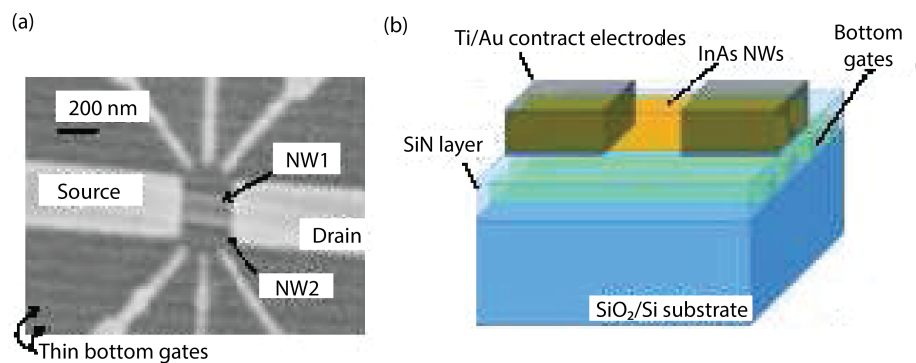 (a)
200 nm
NW1
Source
Drain
NW2
Thin bottom gates
(b)
Ti/Au contract electrodes
InAs NWs
Bottom
gates
SiN layer
SiO₂/Si substrate